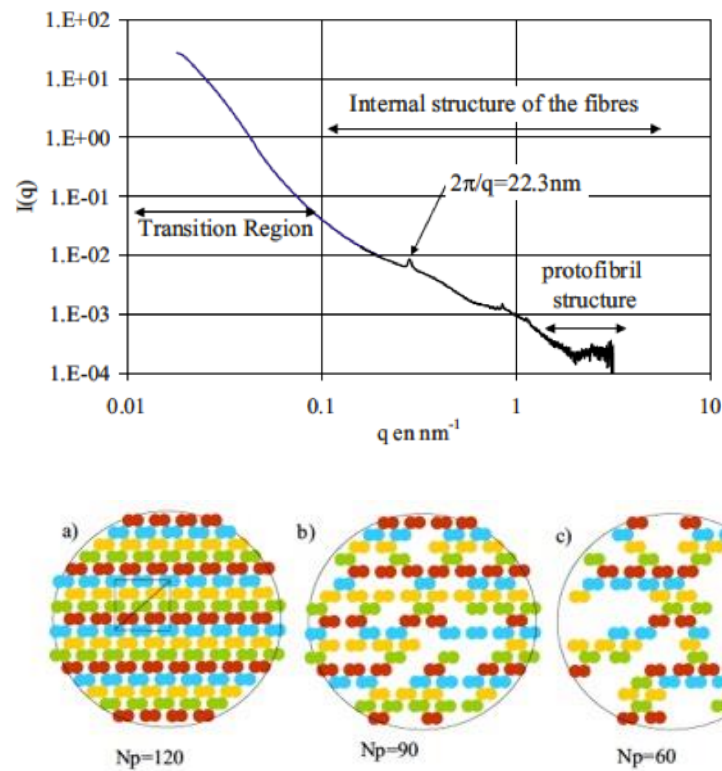 1.E+02
1.E+01
1.E+00
1.E-01
1.E-02
1.E-03
1.E-04
I(q)
Internal structure of the fibres
2π/q=22.3nm
Transition Region
protofibril
structure
0.01 0.1 1 10
q en nm⁻¹
a) b) c)
Np=120 Np=90 Np=60